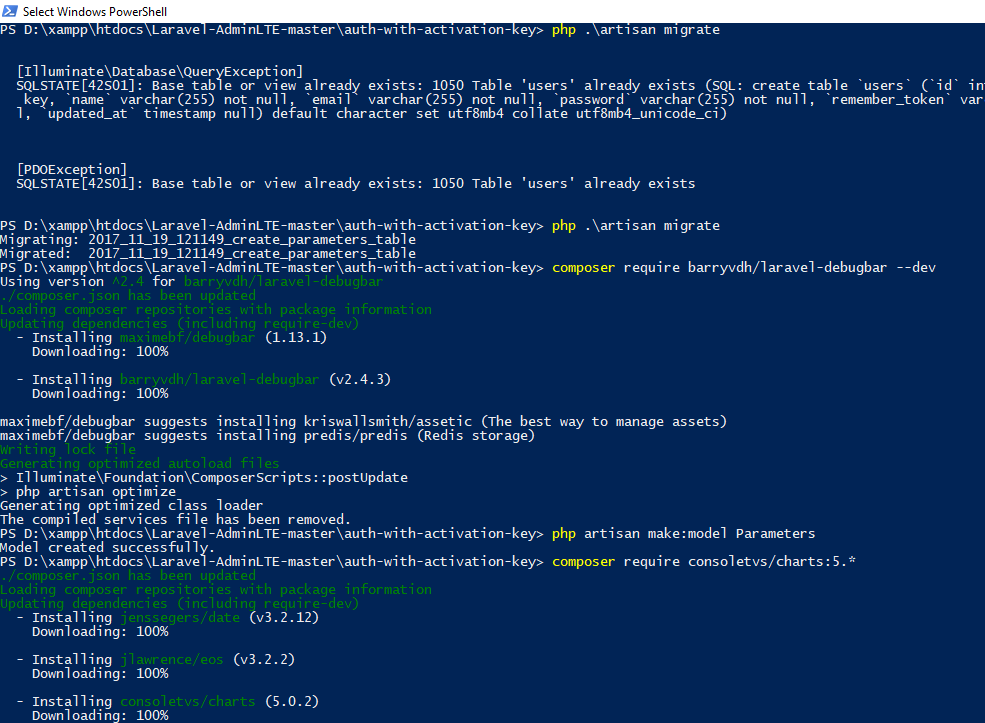 Select Windows PowerShell
PS D:\xampp\htdocs\Laravel-AdminLTE-master\auth-with-activation-key> php .\artisan migrate
[Illuminate\Database\QueryException]
SQLSTATE[42S01]: Base table or view already exists: 1050 Table 'users' already exists (SQL: create table `users` (`id` in
key, `name` varchar(255) not null, `email` varchar(255) not null, `password` varchar(255) not null, `remember_token` var
l, `updated_at` timestamp null) default character set utf8mb4 collate utf8mb4_unicode_ci)
[PDOException]
SQLSTATE[42S01]: Base table or view already exists: 1050 Table 'users' already exists
PS D:\xampp\htdocs\Laravel-AdminLTE-master\auth-with-activation-key> php .\artisan migrate
Migrating: 2017_11_19_121149_create_parameters_table
Migrated:  2017_11_19_121149_create_parameters_table
PS D:\xampp\htdocs\Laravel-AdminLTE-master\auth-with-activation-key> composer require barryvdh/laravel-debugbar --dev
Using version ^2.4 for barryvdh/laravel-debugbar
./composer.json has been updated
Loading composer repositories with package information
Updating dependencies (including require-dev)
- Installing maximebf/debugbar (1.13.1)
Downloading: 100%
- Installing barryvdh/laravel-debugbar (v2.4.3)
Downloading: 100%
maximebf/debugbar suggests installing kriswallsmith/assetic (The best way to manage assets)
maximebf/debugbar suggests installing predis/predis (Redis storage)
Writing lock file
Generating optimized autoload files
> Illuminate\Foundation\ComposerScripts::postUpdate
> php artisan optimize
Generating optimized class loader
The compiled services file has been removed.
PS D:\xampp\htdocs\Laravel-AdminLTE-master\auth-with-activation-key> php artisan make:model Parameters
Model created successfully.
PS D:\xampp\htdocs\Laravel-AdminLTE-master\auth-with-activation-key> composer require consoletvs/charts:5.*
./composer.json has been updated
Loading composer repositories with package information
Updating dependencies (including require-dev)
- Installing jenssegers/date (v3.2.12)
Downloading: 100%
- Installing jlawrence/eos (v3.2.2)
Downloading: 100%
- Installing consoletvs/charts (5.0.2)
Downloading: 100%